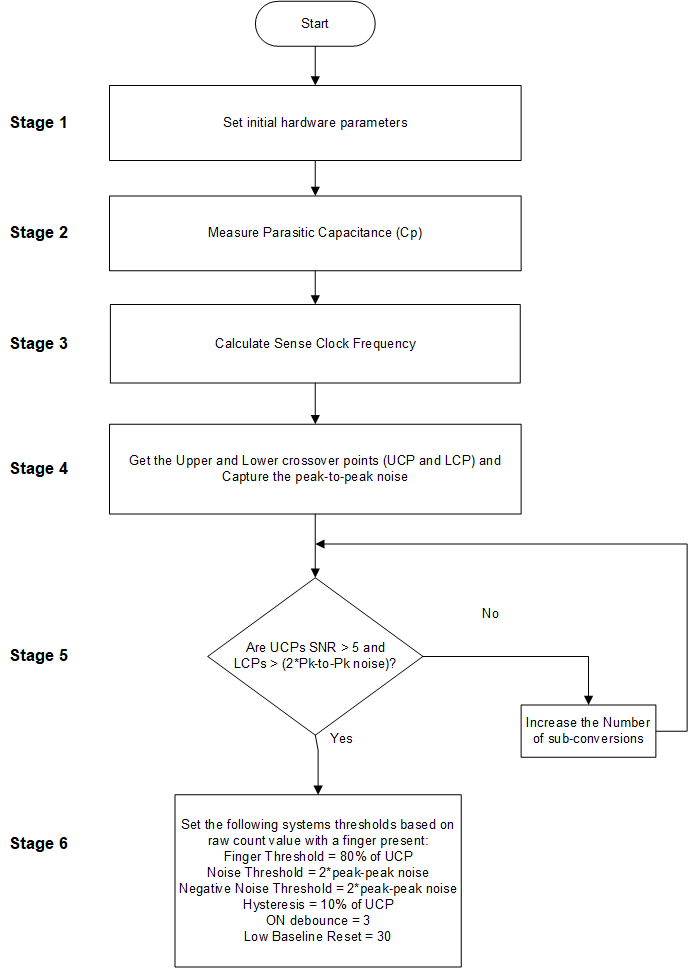 Start
Stage 1
Set initial hardware parameters
Stage 2
Measure Parasitic Capacitance (Cp)
Stage 3
Calculate Sense Clock Frequency
Stage 4
Get the Upper and Lower crossover points (UCP and LCP) and
Capture the peak-to-peak noise
Stage 5
Are UCPs SNR > 5 and
LCPs > (2*Pk-to-Pk noise)?
No
Increase the Number
of sub-conversions
Yes
Stage 6
Set the following systems thresholds based on
raw count value with a finger present:
Finger Threshold = 80% of UCP
Noise Threshold = 2*peak-peak noise
Negative Noise Threshold = 2*peak-peak noise
Hysteresis = 10% of UCP
ON debounce = 3
Low Baseline Reset = 30